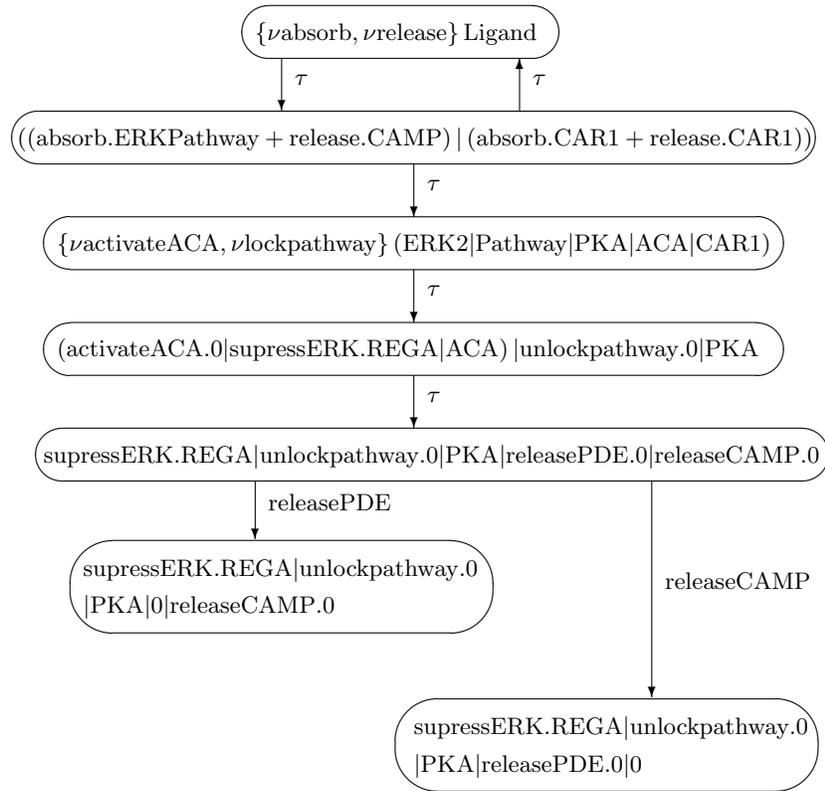 {νabsorb, νrelease} Ligand
τ τ
((absorb.ERKPathway + release.CAMP) | (absorb.CAR1 + release.CAR1))
τ
{νactivateACA, νlockpathway} (ERK2|Pathway|PKA|ACA|CAR1)
τ
(activateACA.0|supressERK.REGA|ACA) |unlockpathway.0|PKA
τ
supressERK.REGA|unlockpathway.0|PKA|releasePDE.0|releaseCAMP.0
releasePDE
supressERK.REGA|unlockpathway.0
|PKA|0|releaseCAMP.0
releaseCAMP
supressERK.REGA|unlockpathway.0
|PKA|releasePDE.0|0